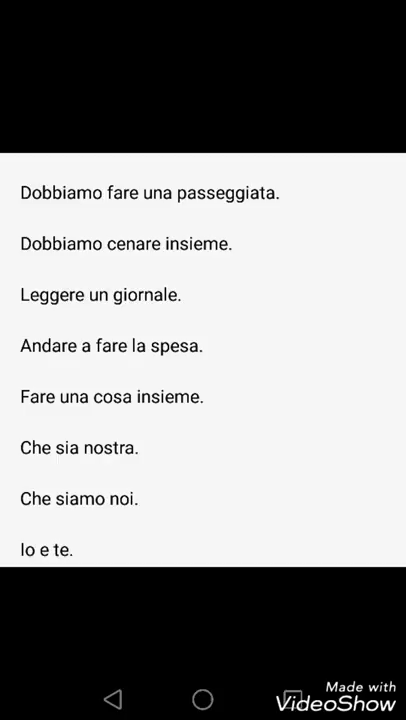 Dobbiamo fare una passeggiata.
Dobbiamo cenare insieme.
Leggere un giornale.
Andare a fare la spesa.
Fare una cosa insieme.
Che sia nostra.
Che siamo noi.
Io e te.
Made with
VideoShow